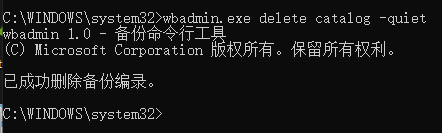 C:\WINDOWS\system32>wbadmin.exe delete catalog -quiet
wbadmin 1.0 - 备份命令行工具
(C) Microsoft Corporation 版权所有。保留所有权利。
已成功删除备份编录。
C:\WINDOWS\system32>